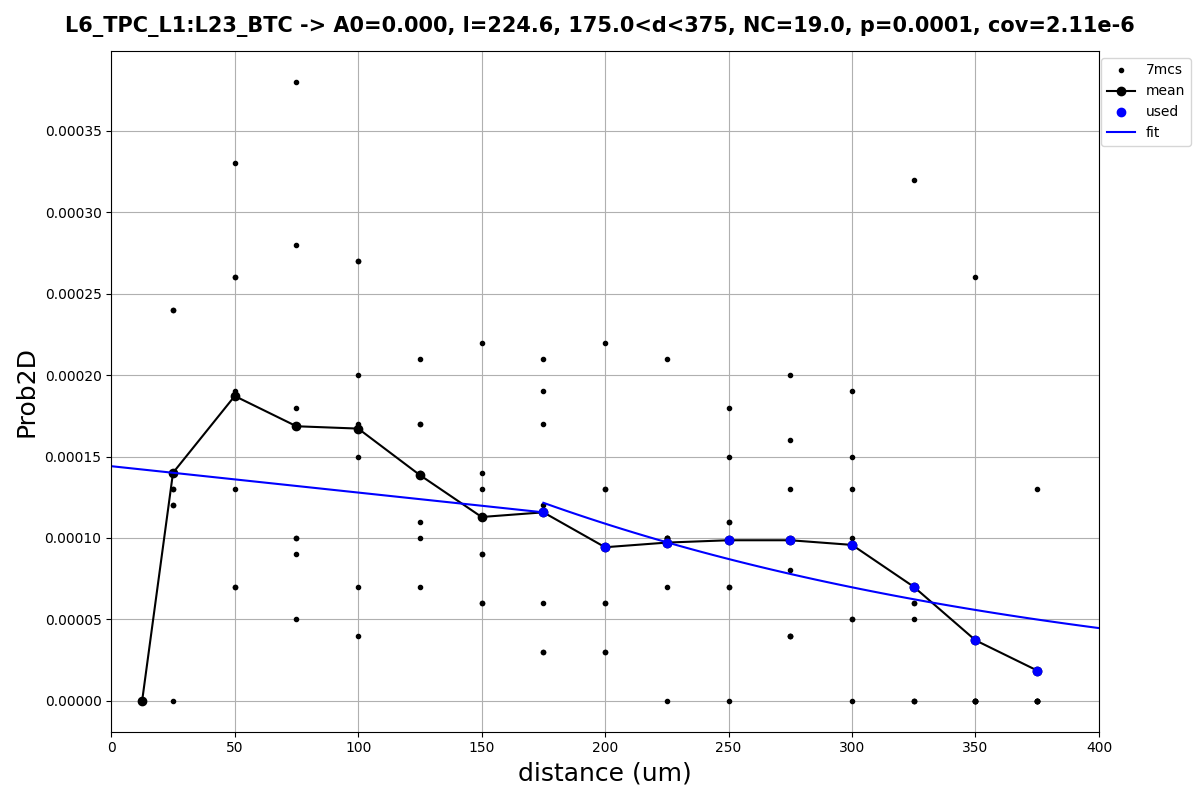 L6_TPC_L1:L23_BTC -> A0=0.000, l=224.6, 175.0<d<375, NC=19.0, p=0.0001, cov=2.11e-6
7mcs
mean
used
fit
Prob2D
0.00035
0.00030
0.00025
0.00020
0.00015
0.00010
0.00005
0.00000
0 50 100 150 200 250 300 350 400
distance (um)